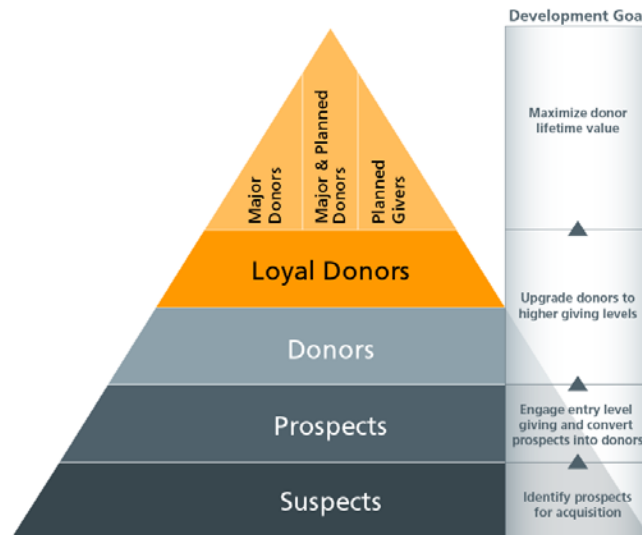 Development Goa
Maximize donor
lifetime value
Major
Donors
Major & Planned
Donors
Planned
Givers
Loyal Donors
Upgrade donors to
higher giving levels
Donors
Prospects
Engage entry level
giving and convert
prospects into donors
Suspects
Identify prospects
for acquisition